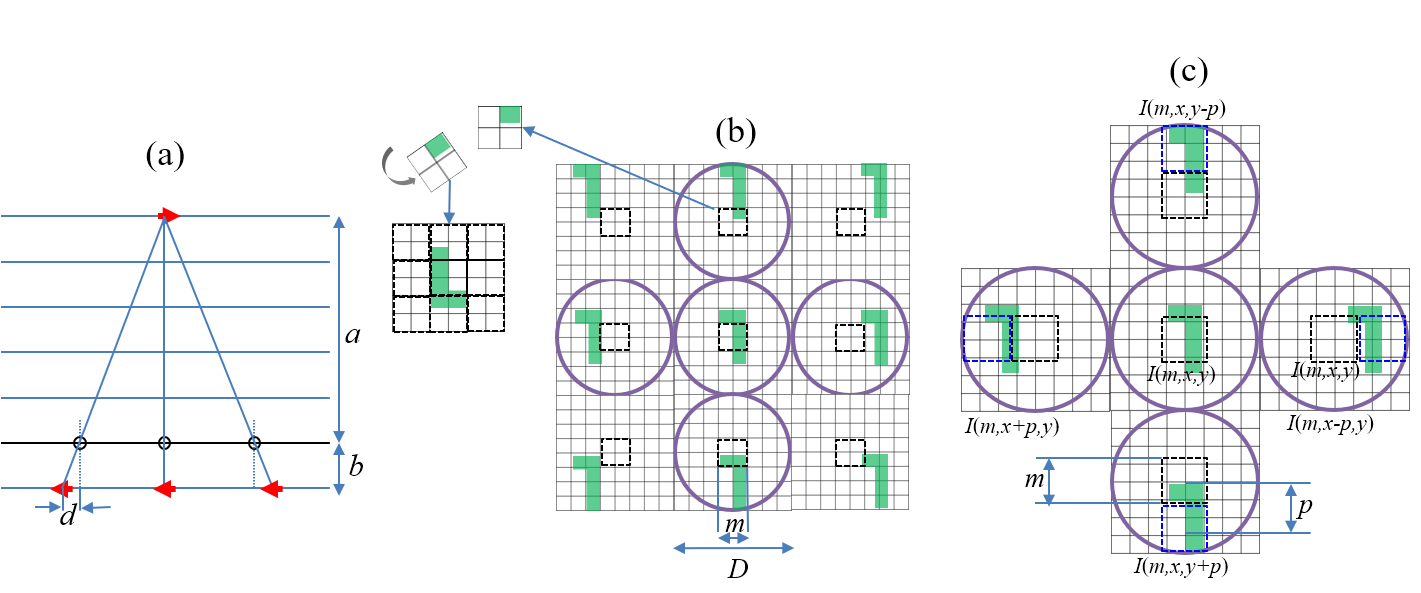 (a)
a
b
d
(b)
m
D
(c)
I(m,x,y-p)
I(m,x,y)
I(m,x,y)
I(m,x+p,y)
I(m,x-p,y)
m
p
I(m,x,y+p)